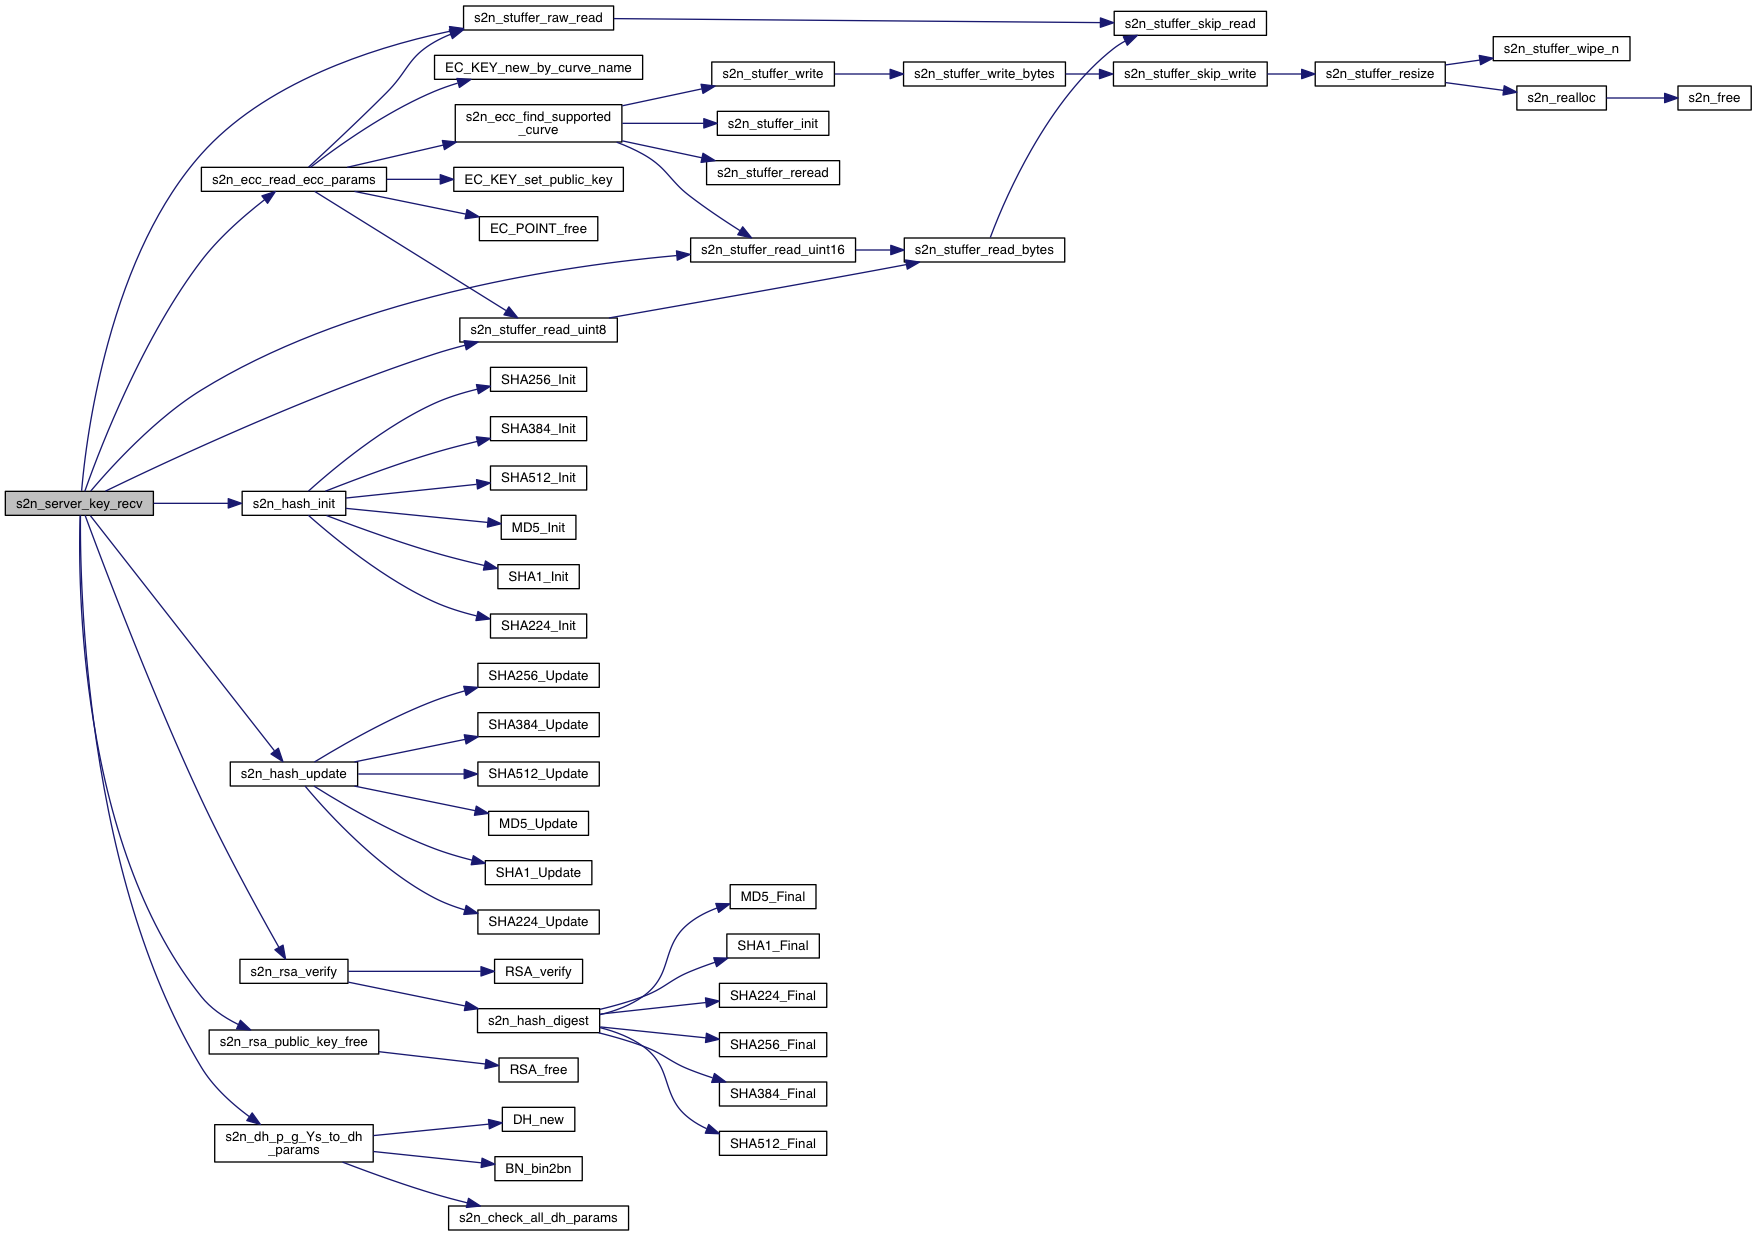 s2n_stuffer_raw_read
s2n_stuffer_skip_read
s2n_stuffer_wipe_n
EC_KEY_new_by_curve_name
s2n_stuffer_write
s2n_stuffer_write_bytes
s2n_stuffer_skip_write
s2n_stuffer_resize
s2n_realloc
s2n_free
s2n_ecc_find_supported
_curve
s2n_stuffer_init
s2n_stuffer_reread
s2n_ecc_read_ecc_params
EC_KEY_set_public_key
EC_POINT_free
s2n_stuffer_read_uint16
s2n_stuffer_read_bytes
s2n_stuffer_read_uint8
SHA256_Init
SHA384_Init
SHA512_Init
s2n_server_key_recv
s2n_hash_init
MD5_Init
SHA1_Init
SHA224_Init
SHA256_Update
SHA384_Update
s2n_hash_update
SHA512_Update
MD5_Update
SHA1_Update
MD5_Final
SHA224_Update
SHA1_Final
s2n_rsa_verify
RSA_verify
SHA224_Final
s2n_hash_digest
s2n_rsa_public_key_free
SHA256_Final
RSA_free
SHA384_Final
DH_new
s2n_dh_p_g_Ys_to_dh
_params
SHA512_Final
BN_bin2bn
s2n_check_all_dh_params